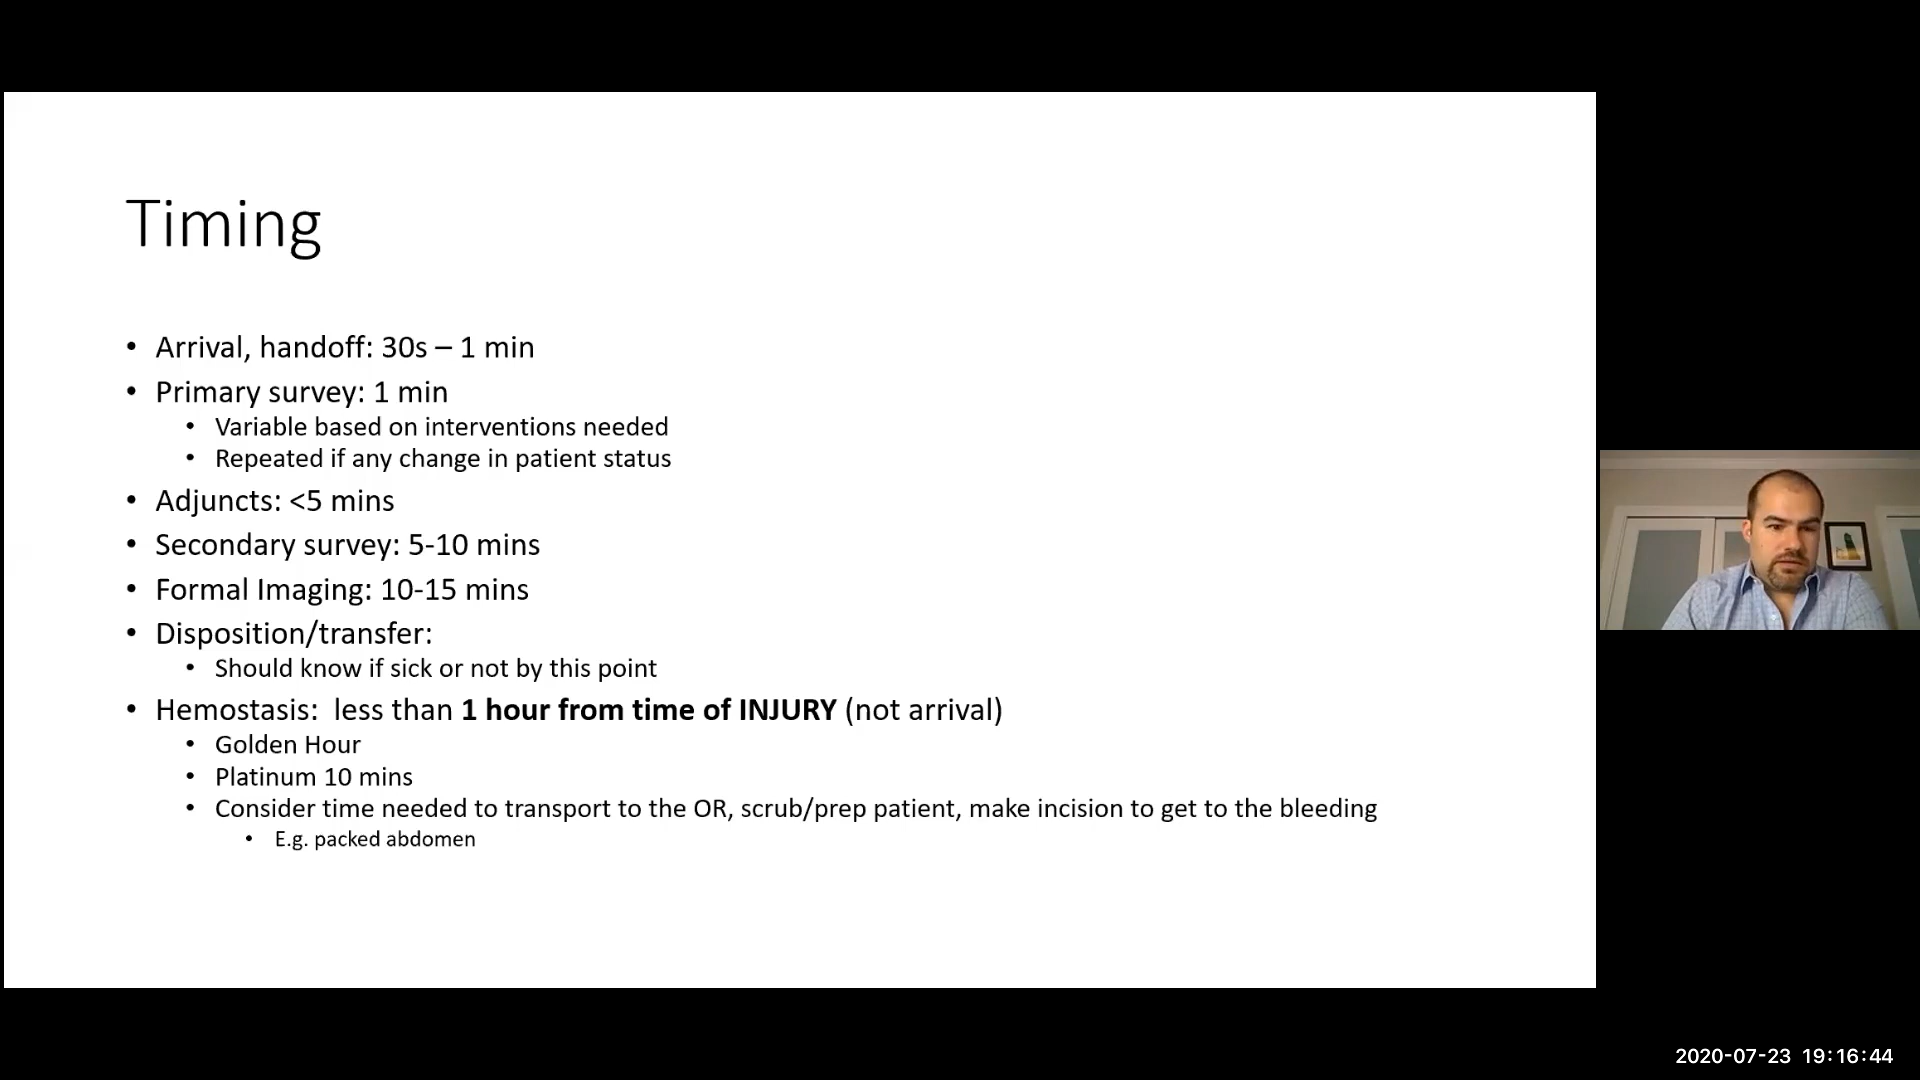 Timing
• Arrival, handoff: 30s – 1 min
• Primary survey: 1 min
• Variable based on interventions needed
• Repeated if any change in patient status
• Adjuncts: <5 mins
• Secondary survey: 5-10 mins
• Formal Imaging: 10-15 mins
• Disposition/transfer:
• Should know if sick or not by this point
• Hemostasis:  less than 1 hour from time of INJURY (not arrival)
• Golden Hour
• Platinum 10 mins
• Consider time needed to transport to the OR, scrub/prep patient, make incision to get to the bleeding
• E.g. packed abdomen
2020-07-23 19:16:44